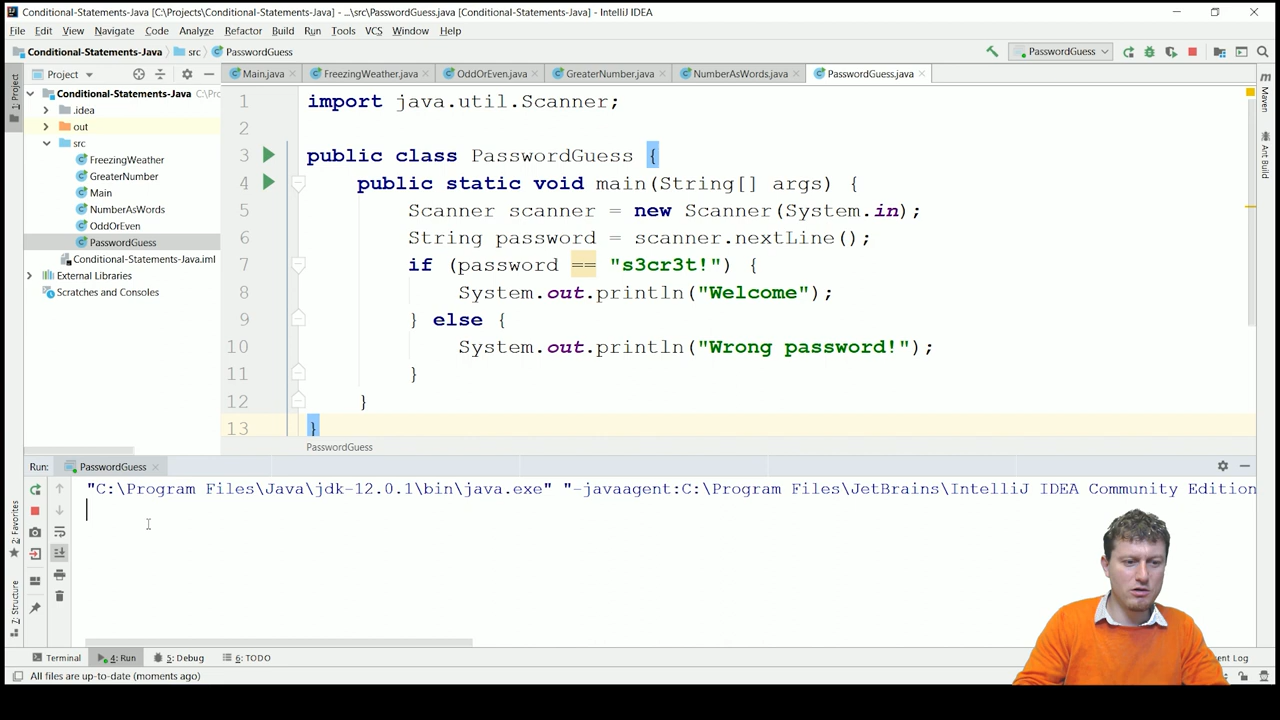 Conditional-Statements-Java [C:\Projects\Conditional-Statements-Java] - ...\src\PasswordGuess.java [Conditional-Statements-Java] - IntelliJ IDEA
File Edit View Navigate Code Analyze Refactor Build Run Tools VCS Window Help
Conditional-Statements-Java src PasswordGuess PasswordGuess
1: Project
Project
Main.java FreezingWeather.java OddOrEven.java GreaterNumber.java NumberAsWords.java PasswordGuess.java
Conditional-Statements-Java C:\Pro
.idea
out
src
FreezingWeather
GreaterNumber
Main
NumberAsWords
OddOrEven
PasswordGuess
Conditional-Statements-Java.iml
External Libraries
Scratches and Consoles
1 import java.util.Scanner;
2
3 public class PasswordGuess {
4 public static void main(String[] args) {
5 Scanner scanner = new Scanner(System.in);
6 String password = scanner.nextLine();
7 if (password == "s3cr3t!") {
8 System.out.println("Welcome");
9 } else {
10 System.out.println("Wrong password!");
11 }
12 }
13 }
PasswordGuess
Maven
Ant Build
Run: PasswordGuess
"C:\Program Files\Java\jdk-12.0.1\bin\java.exe" "-javaagent:C:\Program Files\JetBrains\IntelliJ IDEA Community Edition
2: Favorites
7: Structure
Terminal 4: Run 5: Debug 6: TODO ent Log
All files are up-to-date (moments ago)